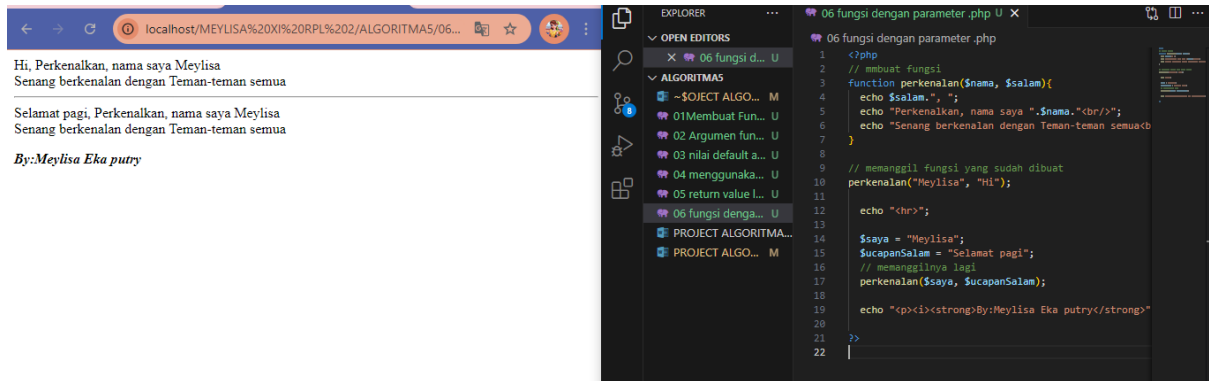 localhost/MEYLISA%20XI%20RPL%202/ALGORITMA5/06...
Hi, Perkenalkan, nama saya Meylisa
Senang berkenalan dengan Teman-teman semua
Selamat pagi, Perkenalkan, nama saya Meylisa
Senang berkenalan dengan Teman-teman semua
By:Meylisa Eka putry
8
EXPLORER ...
OPEN EDITORS
06 fungsi d... U
ALGORITMA5
~$OJECT ALGO... M
01Membuat Fun... U
02 Argumen fun... U
03 nilai default a... U
04 menggunaka... U
05 return value l... U
06 fungsi denga... U
PROJECT ALGORITMA...
PROJECT ALGO... M
06 fungsi dengan parameter .php U
06 fungsi dengan parameter .php
1 <?php
2 // mmbuat fungsi
3 function perkenalan($nama, $salam){
4 echo $salam.", ";
5 echo "Perkenalkan, nama saya ".$nama."<br/>";
6 echo "Senang berkenalan dengan Teman-teman semua<b
7 }
8
9 // memanggil fungsi yang sudah dibuat
10 perkenalan("Meylisa", "Hi");
11
12 echo "<hr>";
13
14 $saya = "Meylisa";
15 $ucapanSalam = "Selamat pagi";
16 // memanggilnya lagi
17 perkenalan($saya, $ucapanSalam);
18
19 echo "<p><i><strong>By:Meylisa Eka putry</strong>"
20
21 ?>
22